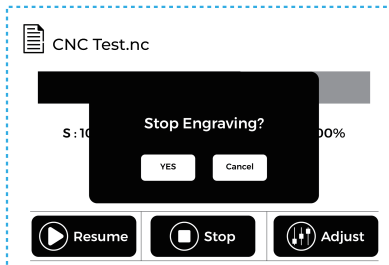 CNC Test.nc
Stop Engraving?
S : 10
00%
YES Cancel
Resume Stop Adjust